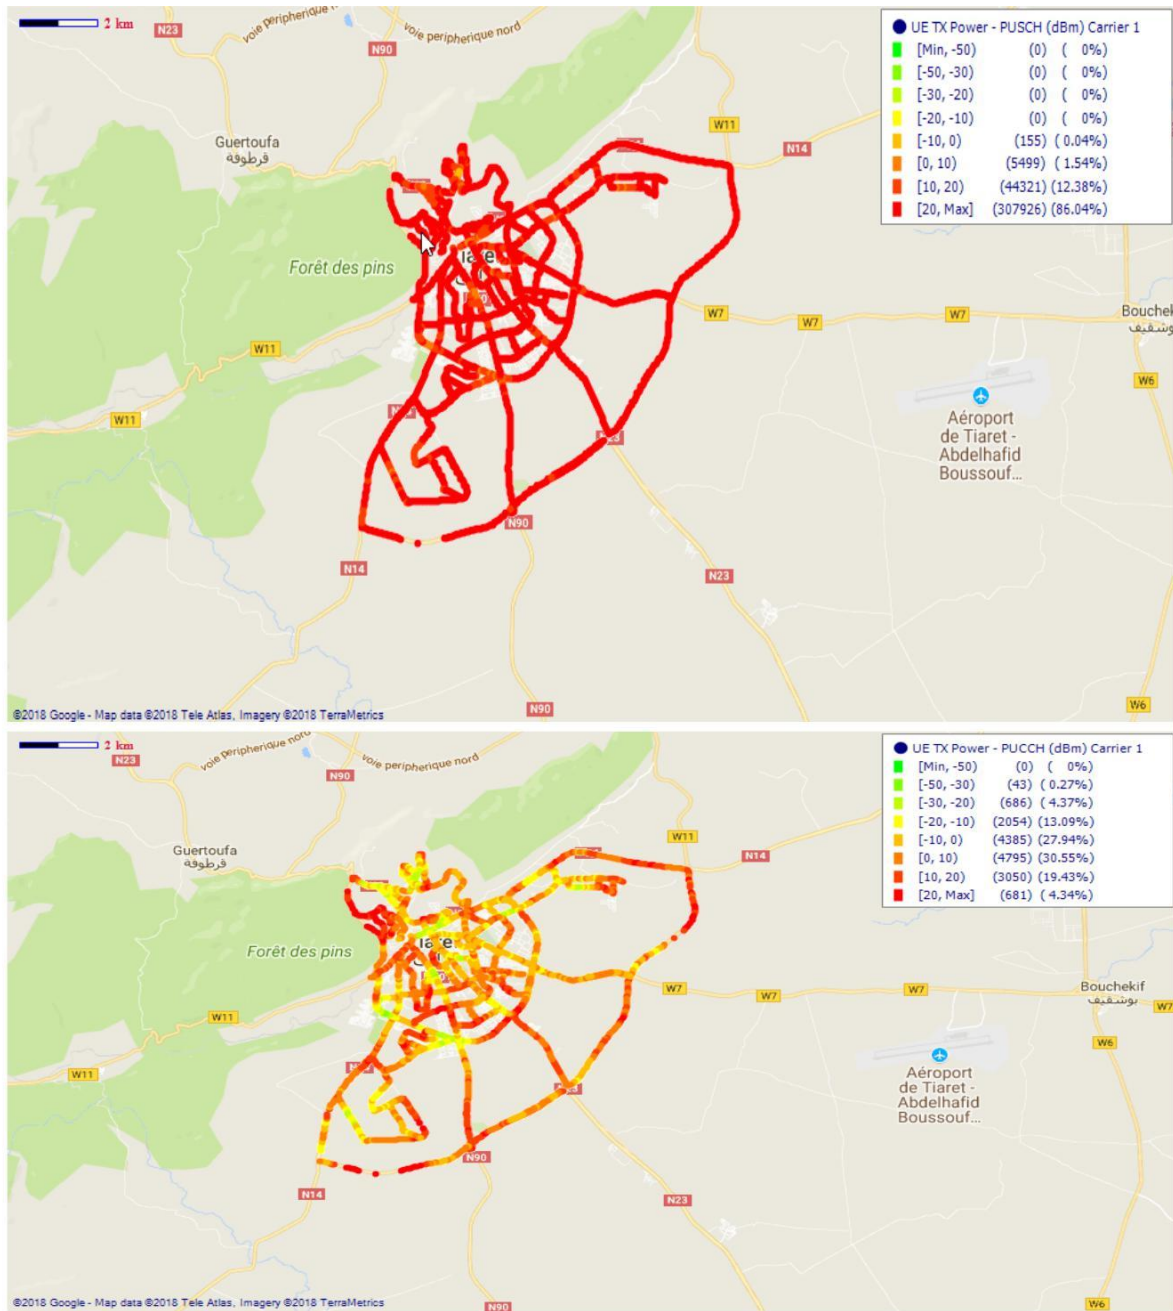 2 km
N23
voie peripherique nord
N90
voie peripherique nord
UE TX Power - PUSCH (dBm) Carrier 1
[Min, -50) (0) ( 0%)
[-50, -30) (0) ( 0%)
[-30, -20) (0) ( 0%)
[-20, -10) (0) ( 0%)
[-10, 0) (155) ( 0.04%)
[0, 10) (5499) ( 1.54%)
[10, 20) (44321) (12.38%)
[20, Max] (307926) (86.04%)
Guertoufa
قرطوفة
W11
N14
Forêt des pins
W7
W7
W7
W11
W6
W11
Aéroport
de Tiaret -
Abdelhafid
Boussouf...
N90
N14
N23
N90
W6
©2018 Google - Map data ©2018 Tele Atlas, Imagery ©2018 TerraMetrics
2 km
N23
voie peripherique nord
N90
voie peripherique nord
UE TX Power - PUCCH (dBm) Carrier 1
[Min, -50) (0) ( 0%)
[-50, -30) (43) ( 0.27%)
[-30, -20) (686) ( 4.37%)
[-20, -10) (2054) (13.09%)
[-10, 0) (4385) (27.94%)
[0, 10) (4795) (30.55%)
[10, 20) (3050) (19.43%)
[20, Max] (681) ( 4.34%)
Guertoufa
قرطوفة
W11
N14
Forêt des pins
W7
W7
W7
Bouchekif
بوشقيف
W7
W11
W6
W11
Aéroport
de Tiaret -
Abdelhafid
Boussouf...
N90
N14
N23
N90
W6
©2018 Google - Map data ©2018 Tele Atlas, Imagery ©2018 TerraMetrics